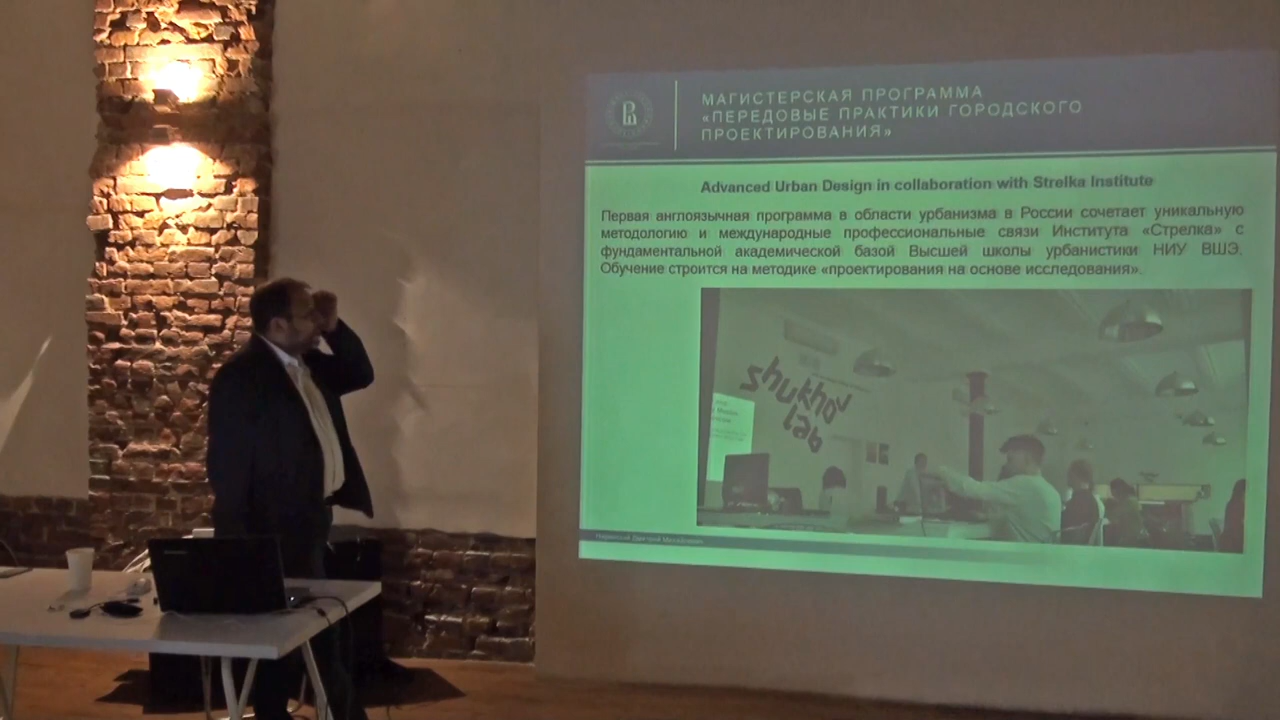 МАГИСТЕРСКАЯ ПРОГРАММА
«ПЕРЕДОВЫЕ ПРАКТИКИ ГОРОДСКОГО
ПРОЕКТИРОВАНИЯ»
Advanced Urban Design in collaboration with Strelka Institute
Первая англоязычная программа в области урбанизма в России сочетает уникальную
методологию и международные профессиональные связи Института «Стрелка» с
фундаментальной академической базой Высшей школы урбанистики НИУ ВШЭ.
Обучение строится на методике «проектирования на основе исследования».
shukhov
lab
Дмитрий Михайлович